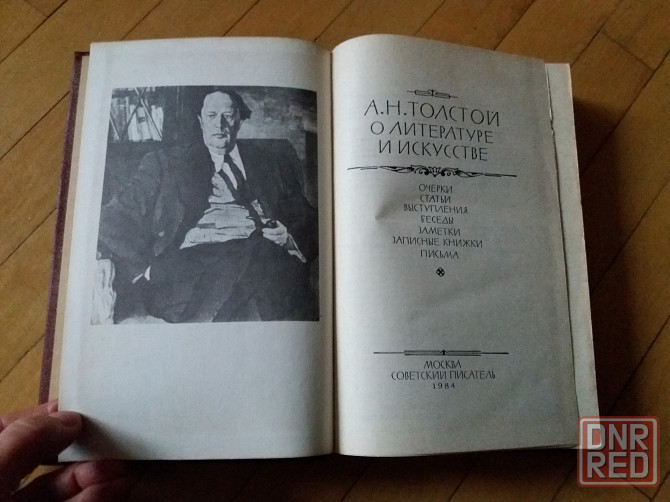 А.Н.ТОЛСТОЙ
О ЛИТЕРАТУРЕ
И ИСКУССТВЕ
ОЧЕРКИ
СТАТЬИ
ВЫСТУПЛЕНИЯ
БЕСЕДЫ
ЗАМЕТКИ
ЗАПИСНЫЕ КНИЖКИ
ПИСЬМА
МОСКВА
СОВЕТСКИЙ ПИСАТЕЛЬ
1984
DNR
RED